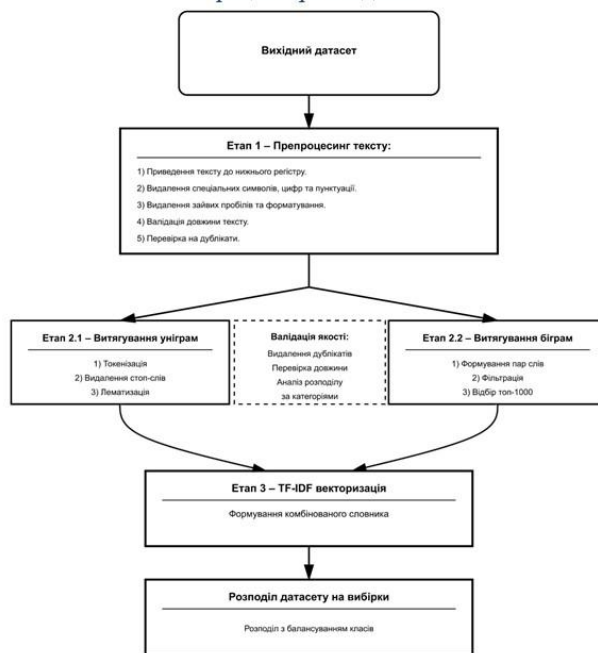 Вихідний датасет
Етап 1 – Препроцесинг тексту:
1) Приведення тексту до нижнього регістру.
2) Видалення спеціальних символів, цифр та пунктуації.
3) Видалення зайвих пробілів та форматування.
4) Валідація довжини тексту.
5) Перевірка на дублікати.
Етап 2.1 – Витягування уніграм
1) Токенізація
2) Видалення стоп-слів
3) Лематизація
Валідація якості:
Видалення дублікатів
Перевірка довжини
Аналіз розподілу
за категоріями
Етап 2.2 – Витягування біграм
1) Формування пар слів
2) Фільтрація
3) Відбір топ-1000
Етап 3 – TF-IDF векторизація
Формування комбінованого словника
Розподіл датасету на вибірки
Розподіл з балансуванням класів